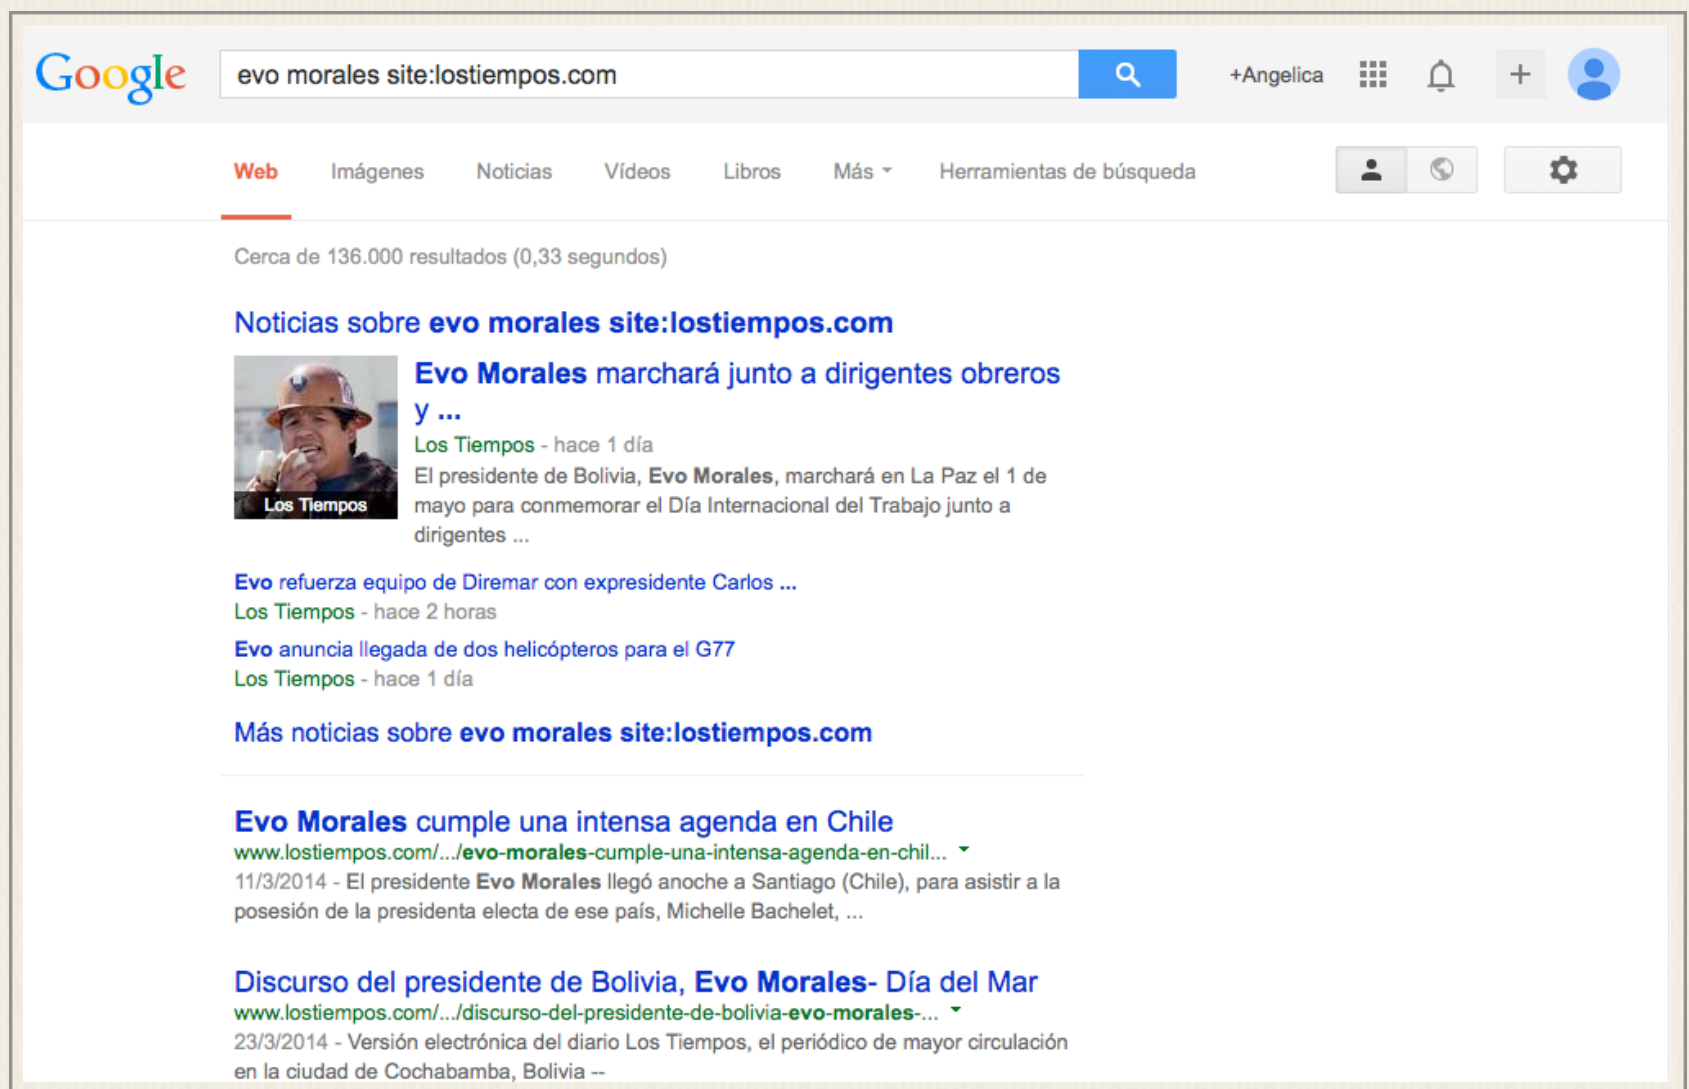 Google evo morales site:lostiempos.com +Angelica
Web Imágenes Noticias Vídeos Libros Más Herramientas de búsqueda
Cerca de 136.000 resultados (0,33 segundos)
Noticias sobre evo morales site:lostiempos.com
Evo Morales marchará junto a dirigentes obreros
y ...
Los Tiempos - hace 1 día
El presidente de Bolivia, Evo Morales, marchará en La Paz el 1 de
mayo para conmemorar el Día Internacional del Trabajo junto a
dirigentes ...
Los Tiempos
Evo refuerza equipo de Diremar con expresidente Carlos ...
Los Tiempos - hace 2 horas
Evo anuncia llegada de dos helicópteros para el G77
Los Tiempos - hace 1 día
Más noticias sobre evo morales site:lostiempos.com
Evo Morales cumple una intensa agenda en Chile
www.lostiempos.com/.../evo-morales-cumple-una-intensa-agenda-en-chil...
11/3/2014 - El presidente Evo Morales llegó anoche a Santiago (Chile), para asistir a la
posesión de la presidenta electa de ese país, Michelle Bachelet, ...
Discurso del presidente de Bolivia, Evo Morales- Día del Mar
www.lostiempos.com/.../discurso-del-presidente-de-bolivia-evo-morales-...
23/3/2014 - Versión electrónica del diario Los Tiempos, el periódico de mayor circulación
en la ciudad de Cochabamba, Bolivia --